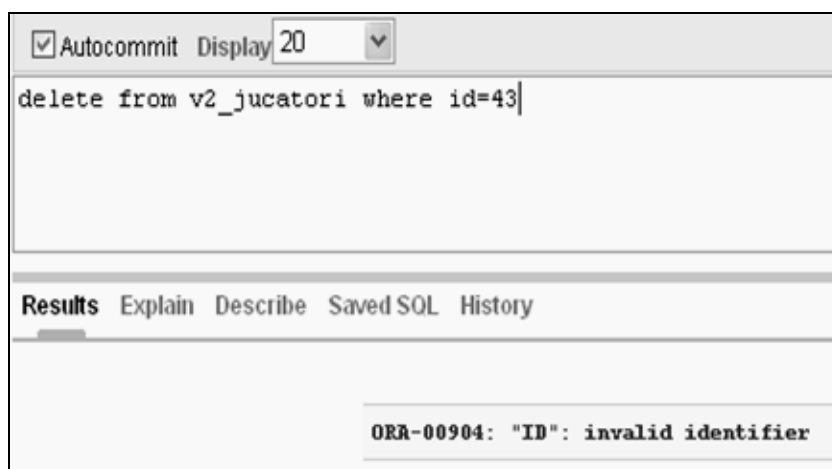 Autocommit Display 20
delete from v2_jucatori where id=43
Results Explain Describe Saved SQL History
ORA-00904: "ID": invalid identifier